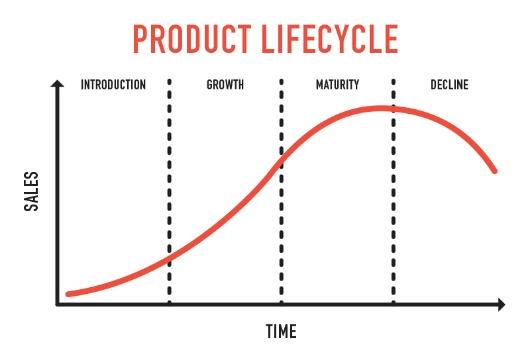 PRODUCT LIFECYCLE
INTRODUCTION GROWTH MATURITY DECLINE
SALES
TIME